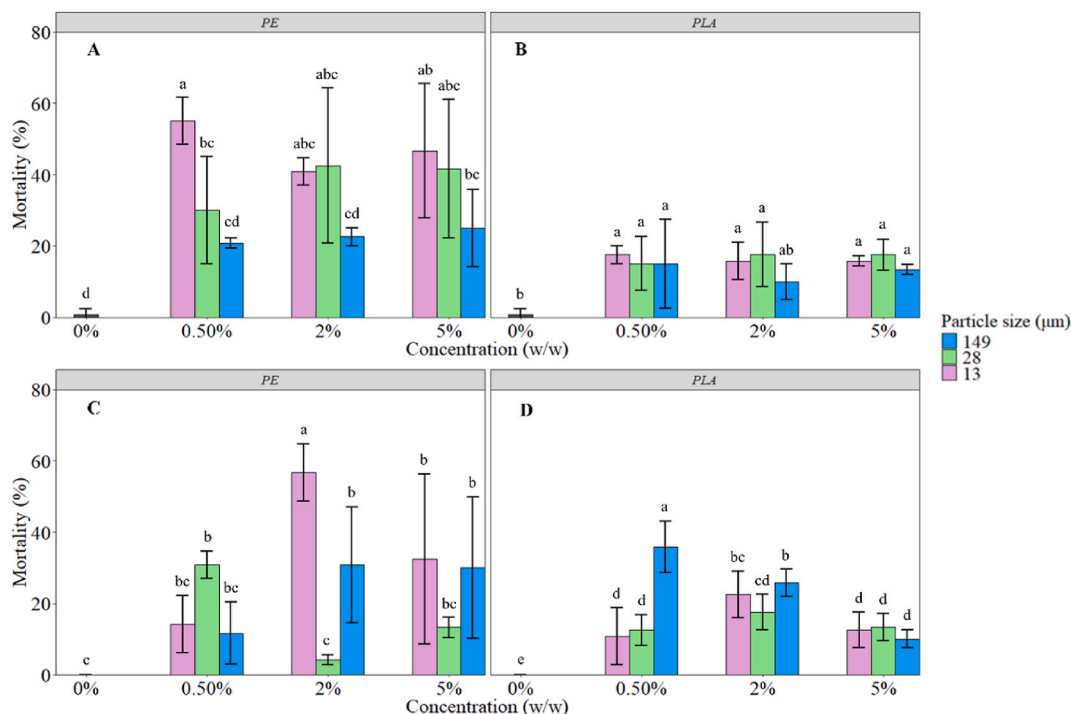 PE
PLA
A
B
80
60
40
20
0
Mortality (%)
d
a
bc
cd
abc
abc
cd
ab
abc
bc
b
a
a
a
a
a
ab
a
a
a
0%
0.50%
2%
5%
0%
0.50%
2%
5%
Concentration (w/w)
Concentration (w/w)
Particle size (μm)
149
28
13
PE
PLA
C
D
80
60
40
20
0
Mortality (%)
c
bc
b
bc
a
c
b
b
bc
b
e
d
d
a
bc
cd
b
d
d
d
0%
0.50%
2%
5%
0%
0.50%
2%
5%
Concentration (w/w)
Concentration (w/w)